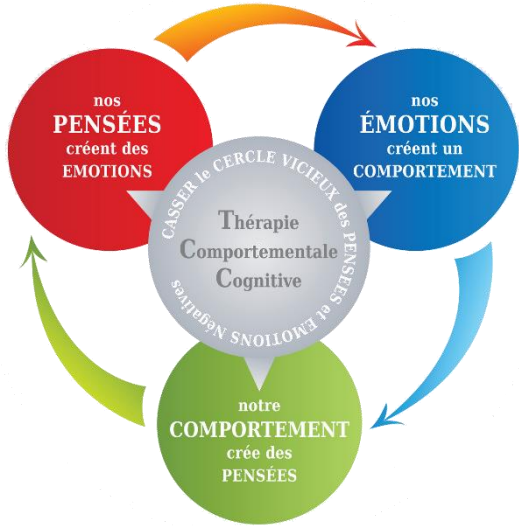 nos
PENSÉES
créent des
EMOTIONS
nos
ÉMOTIONS
créent un
COMPORTEMENT
CASSER le CERCLE VICIEUX des PENSÉES et EMOTIONS Négatives
Thérapie
Comportementale
Cognitive
notre
COMPORTEMENT
crée des
PENSÉES